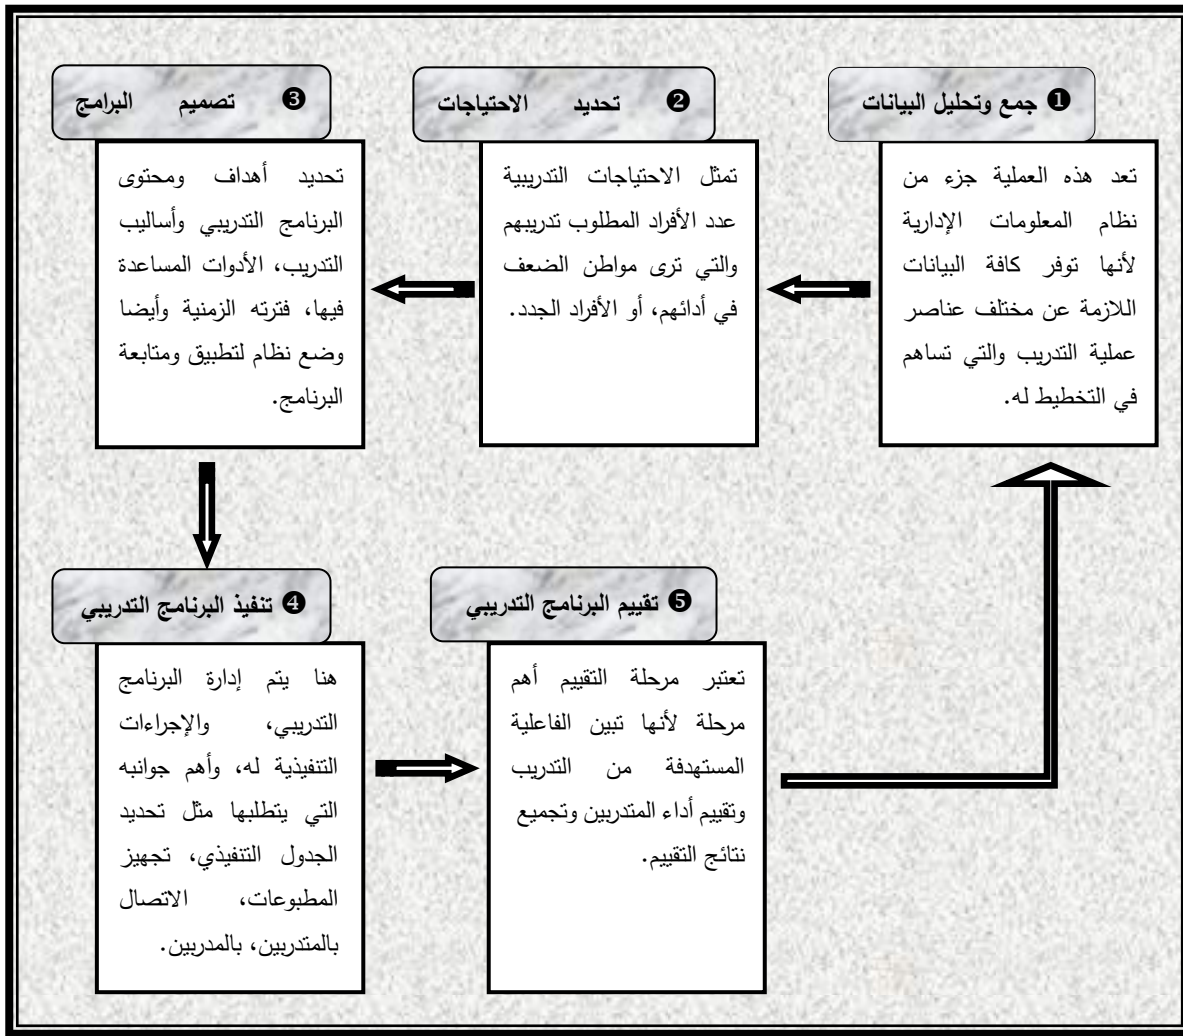 ❶ جمع وتحليل البيانات
تعد هذه العملية جزء من
نظام المعلومات الإدارية
لأنها توفر كافة البيانات
اللازمة عن مختلف عناصر
عملية التدريب والتي تساهم
في التخطيط له.
❷ تحديد الاحتياجات
تمثل الاحتياجات التدريبية
عدد الأفراد المطلوب تدريبهم
والتي ترى مواطن الضعف
في أدائهم، أو الأفراد الجدد.
❸ تصميم البرامج
تحديد أهداف ومحتوى
البرنامج التدريبي وأساليب
التدريب، الأدوات المساعدة
فيها، فترته الزمنية وأيضا
وضع نظام لتطبيق ومتابعة
البرنامج.
❹ تنفيذ البرنامج التدريبي
هنا يتم إدارة البرنامج
التدريبي، والإجراءات
التنفيذية له، وأهم جوانبه
التي يتطلبها مثل تحديد
الجدول التنفيذي، تجهيز
المطبوعات، الاتصال
بالمتدربين، بالمدربين.
❺ تقييم البرنامج التدريبي
تعتبر مرحلة التقييم أهم
مرحلة لأنها تبين الفاعلية
المستهدفة من التدريب
وتقييم أداء المتدربين وتجميع
نتائج التقييم.